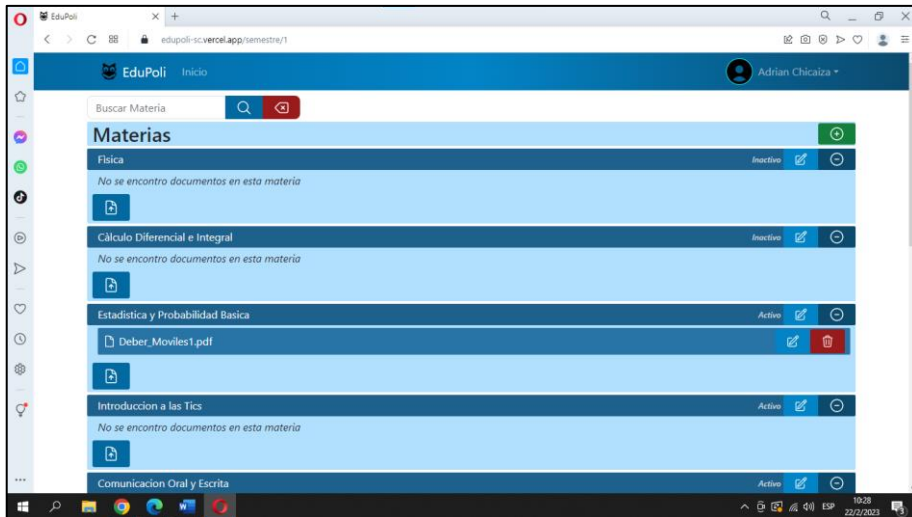 EduPoli
edupoli-sc.vercel.app/semestre/1
EduPoli Inicio Adrian Chicaiza
Buscar Materia
Materias
Fisica Inactivo
No se encontro documentos en esta materia
Càlculo Diferencial e Integral Inactivo
No se encontro documentos en esta materia
Estadistica y Probabilidad Basica Activo
Deber_Moviles1.pdf
Introduccion a las Tics Activo
No se encontro documentos en esta materia
Comunicacion Oral y Escrita Activo
ESP 10:28
22/2/2023